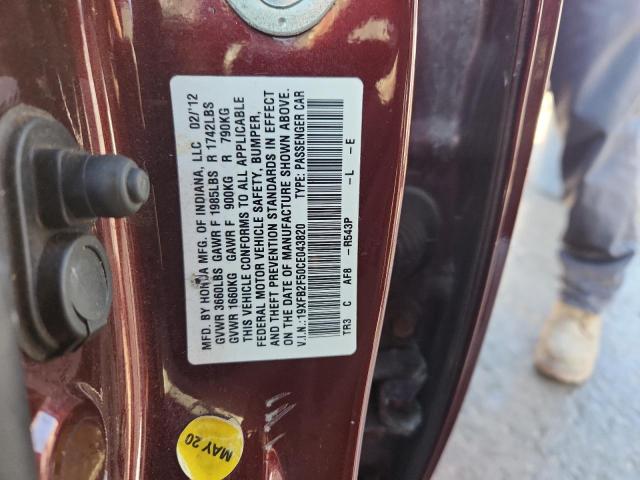 MFD. BY HONDA MFG. OF INDIANA, LLC 02/'12
GVWR 3660LBS GAWR F 1985LBS R 1742LBS
GVWR 1660KG GAWR F 900KG R 790KG
THIS VEHICLE CONFORMS TO ALL APPLICABLE
FEDERAL MOTOR VEHICLE SAFETY, BUMPER,
AND THEFT PREVENTION STANDARDS IN EFFECT
ON THE DATE OF MANUFACTURE SHOWN ABOVE.
V.I.N.:19XFB2F50CE043820 TYPE: PASSENGER CAR
TR3 C AF8 - R543P - L - E
MAY 20